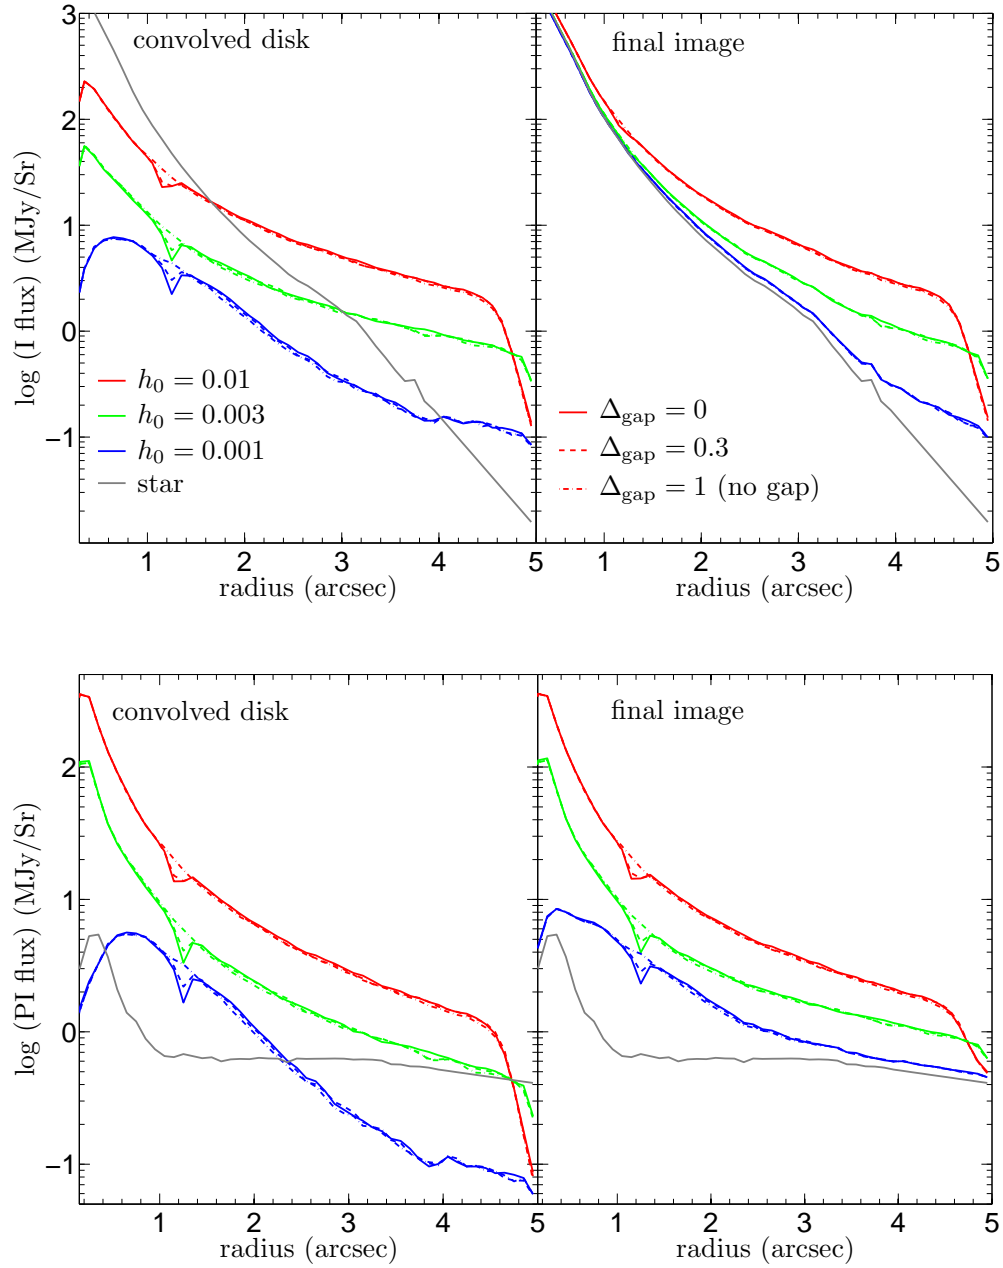 convolved disk
final image
log (I flux) (MJy/Sr)
3
2
1
0
−1
h₀ = 0.01
h₀ = 0.003
h₀ = 0.001
star
Δgap = 0
Δgap = 0.3
Δgap = 1 (no gap)
1 2 3 4 5
1 2 3 4 5
radius (arcsec)
radius (arcsec)
convolved disk
final image
log (PI flux) (MJy/Sr)
2
1
0
−1
1 2 3 4 5
1 2 3 4 5
radius (arcsec)
radius (arcsec)